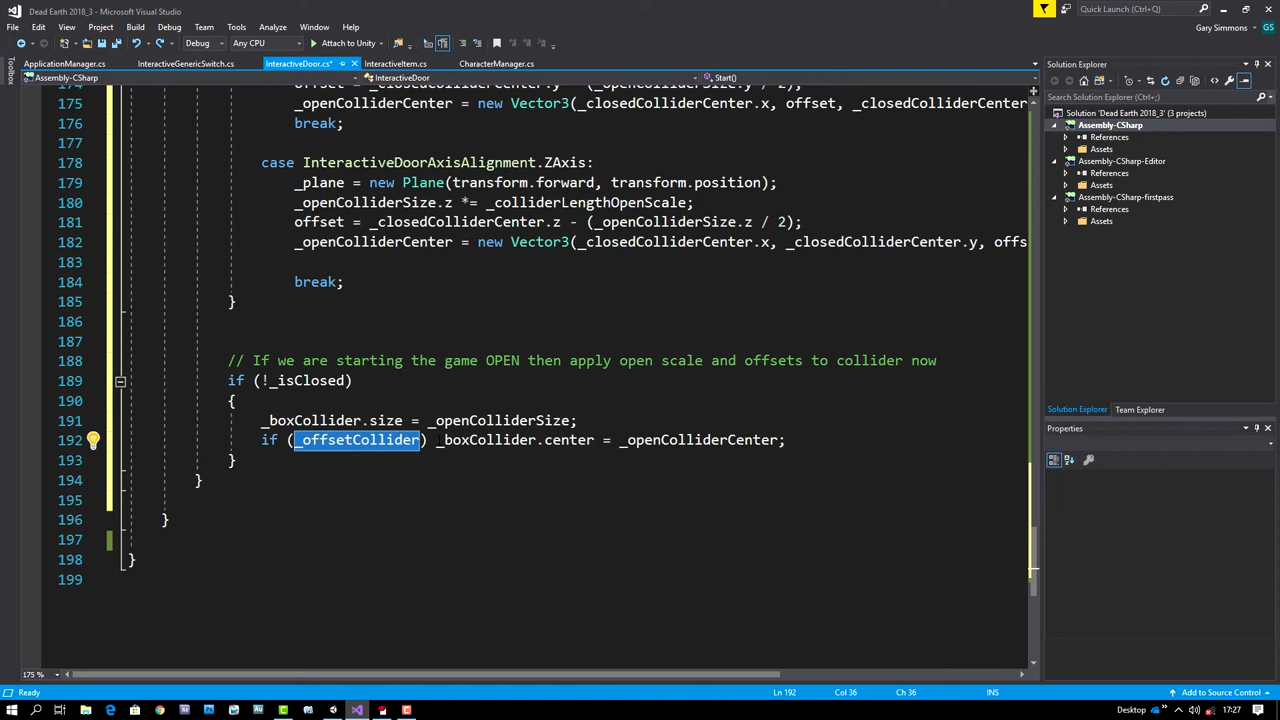 Dead Earth 2018_3 - Microsoft Visual Studio
Quick Launch (Ctrl+Q)
File Edit View Project Build Debug Team Tools Analyze Window Help
Gary Simmons GS
Debug Any CPU Attach to Unity
Toolbox
ApplicationManager.cs InteractiveGenericSwitch.cs InteractiveDoor.cs* InteractiveItem.cs CharacterManager.cs
Assembly-CSharp InteractiveDoor Start()
175 _openColliderCenter = new Vector3(_closedColliderCenter.x, offset, _closedColliderCenter
176 break;
177
178 case InteractiveDoorAxisAlignment.ZAxis:
179 _plane = new Plane(transform.forward, transform.position);
180 _openColliderSize.z *= _colliderLengthOpenScale;
181 offset = _closedColliderCenter.z - (_openColliderSize.z / 2);
182 _openColliderCenter = new Vector3(_closedColliderCenter.x, _closedColliderCenter.y, offs
183
184 break;
185 }
186
187
188 // If we are starting the game OPEN then apply open scale and offsets to collider now
189 if (!_isClosed)
190 {
191 _boxCollider.size = _openColliderSize;
192 if (_offsetCollider) _boxCollider.center = _openColliderCenter;
193 }
194 }
195
196 }
197
198 }
199
175 %
Solution Explorer
Search Solution Explorer (Ctrl+;)
Solution 'Dead Earth 2018_3' (3 projects)
Assembly-CSharp
References
Assets
Assembly-CSharp-Editor
References
Assets
Assembly-CSharp-firstpass
References
Assets
Solution Explorer Team Explorer
Properties
Ready Ln 192 Col 36 Ch 36 INS Add to Source Control
Desktop 17:27